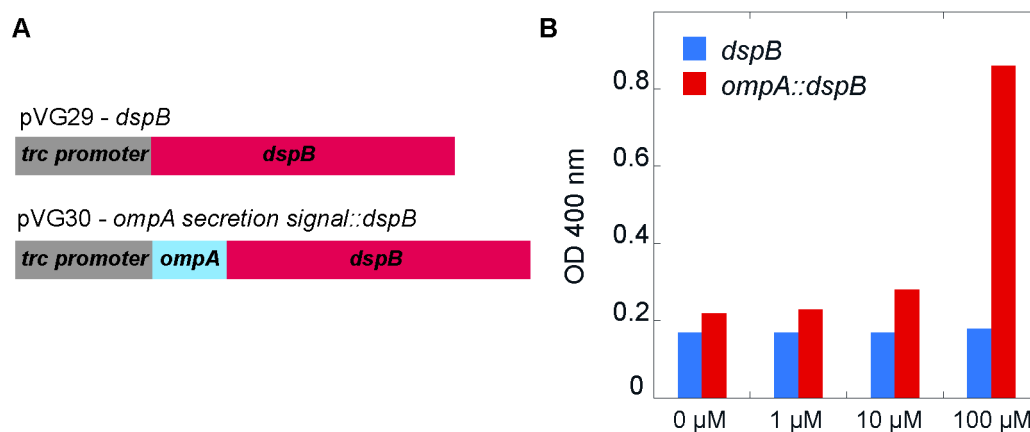 A
pVG29 - dspB
trc promoter dspB
pVG30 - ompA secretion signal::dspB
trc promoter ompA dspB
B
dspB
ompA::dspB
OD 400 nm
0.8
0.6
0.4
0.2
0
0 µM 1 µM 10 µM 100 µM